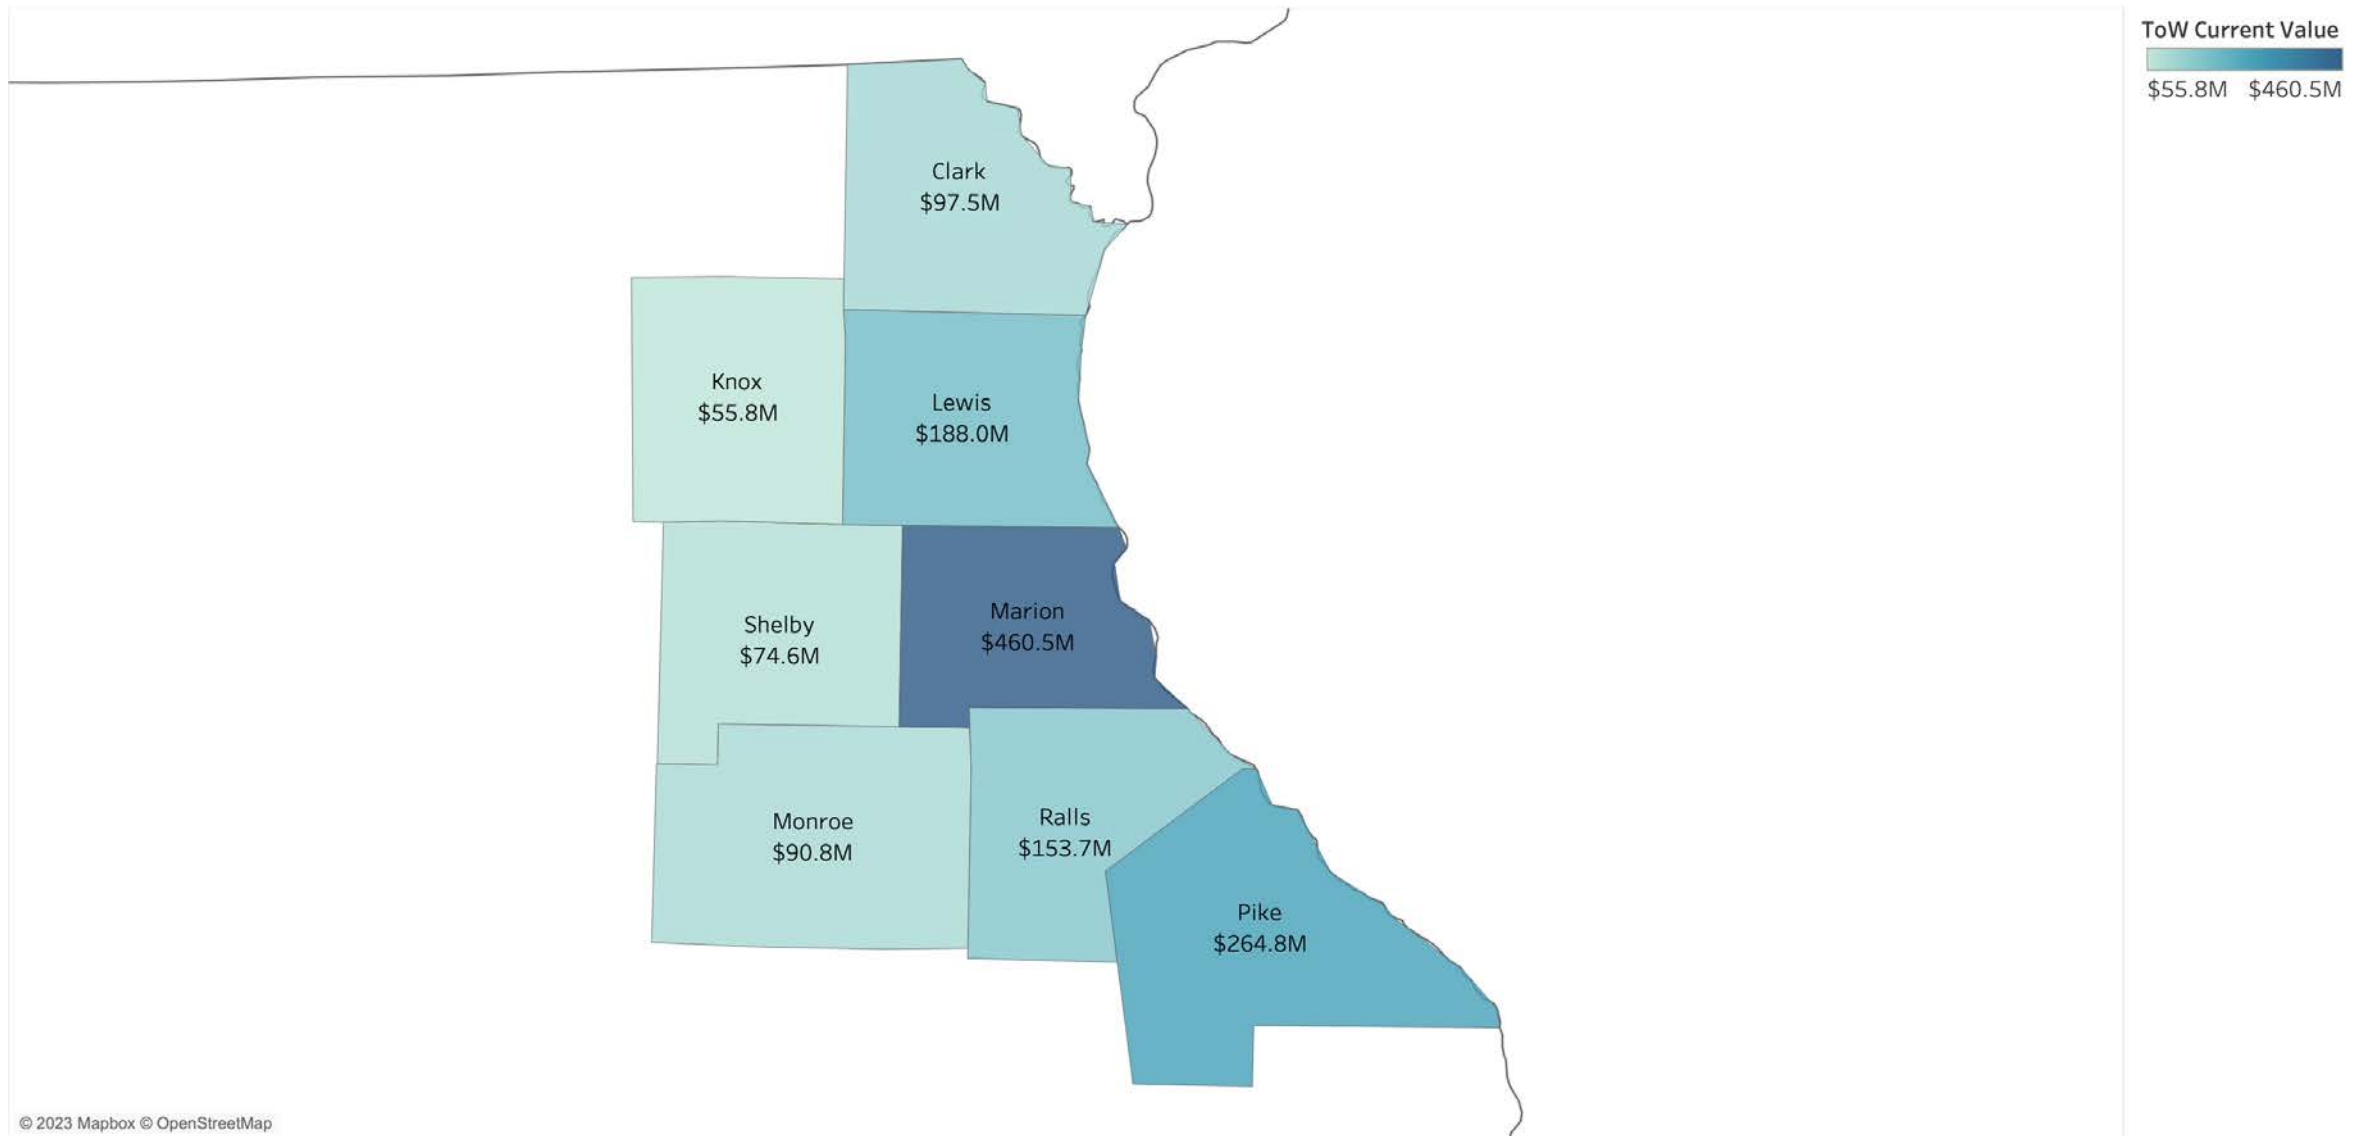 ToW Current Value
$55.8M $460.5M
Clark
$97.5M
Knox
$55.8M
Lewis
$188.0M
Shelby
$74.6M
Marion
$460.5M
Monroe
$90.8M
Ralls
$153.7M
Pike
$264.8M
© 2023 Mapbox © OpenStreetMap